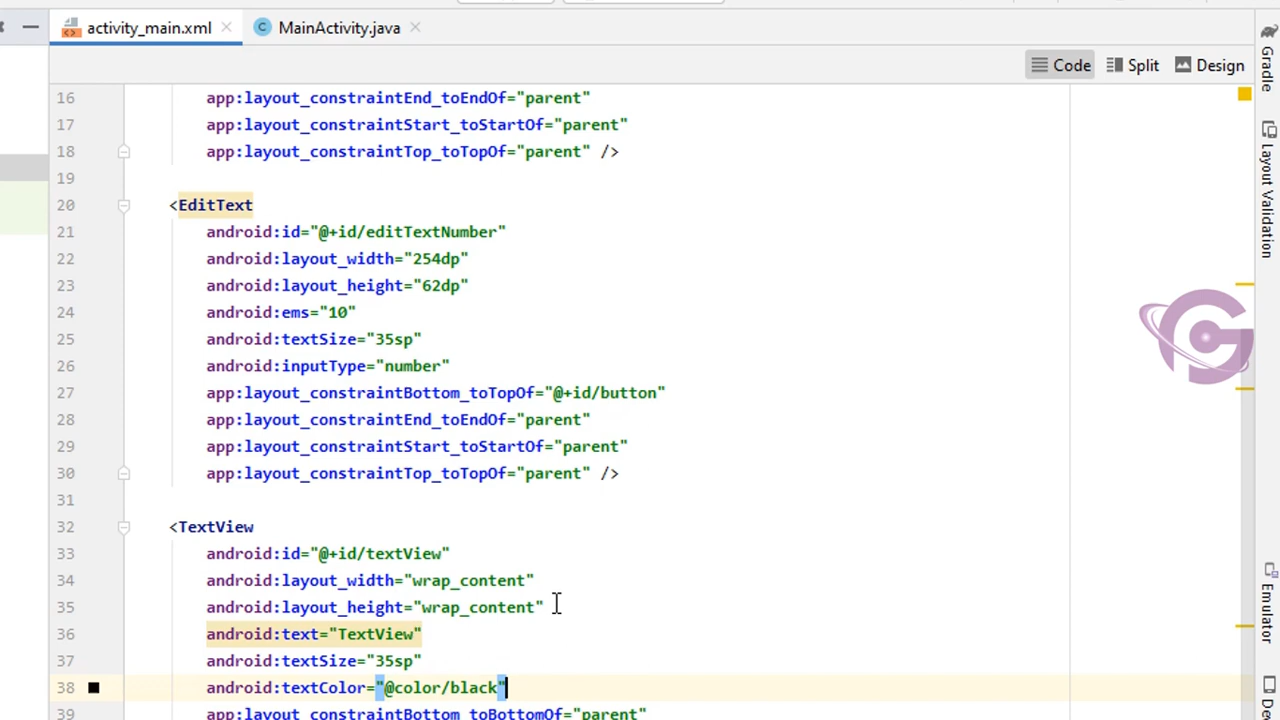 activity_main.xml
MainActivity.java
Code
Split
Design
16 app:layout_constraintEnd_toEndOf="parent"
17 app:layout_constraintStart_toStartOf="parent"
18 app:layout_constraintTop_toTopOf="parent" />
19
20 <EditText
21 android:id="@+id/editTextNumber"
22 android:layout_width="254dp"
23 android:layout_height="62dp"
24 android:ems="10"
25 android:textSize="35sp"
26 android:inputType="number"
27 app:layout_constraintBottom_toTopOf="@+id/button"
28 app:layout_constraintEnd_toEndOf="parent"
29 app:layout_constraintStart_toStartOf="parent"
30 app:layout_constraintTop_toTopOf="parent" />
31
32 <TextView
33 android:id="@+id/textView"
34 android:layout_width="wrap_content"
35 android:layout_height="wrap_content"
36 android:text="TextView"
37 android:textSize="35sp"
38 android:textColor="@color/black"
39 app:layout_constraintBottom_toBottomOf="parent"
Gradle
Layout Validation
Emulator